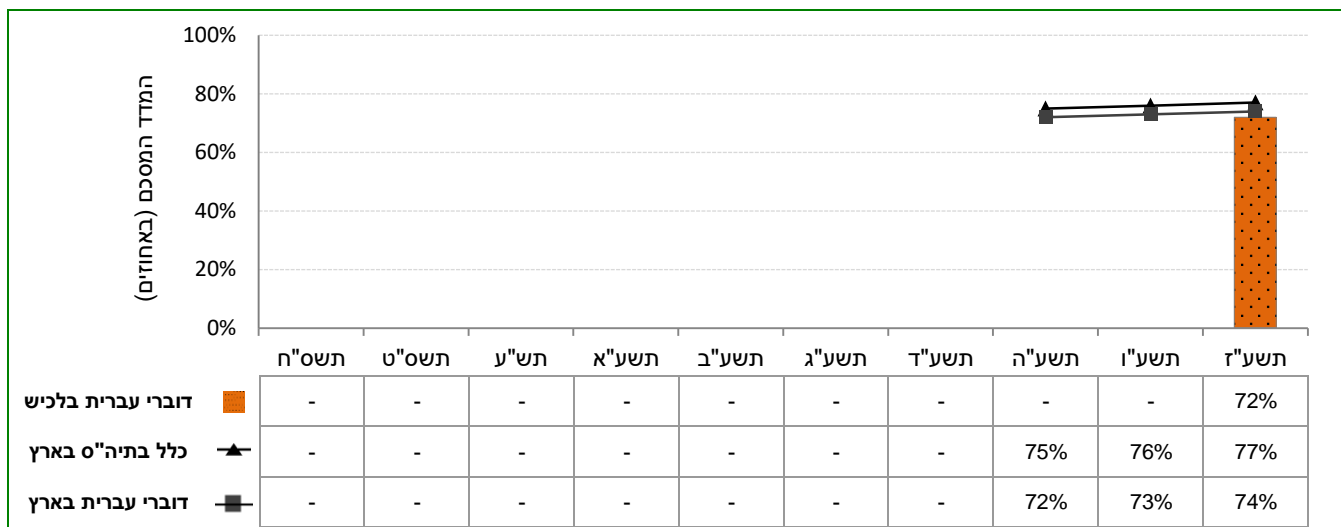 המדד המסכם (באחוזים)
100%
80%
60%
40%
20%
0%
תשס"ח תשס"ט תש"ע תשע"א תשע"ב תשע"ג תשע"ד תשע"ה תשע"ו תשע"ז
דוברי עברית בלכיש - - - - - - - - - 72%
כלל בתיה"ס בארץ - - - - - - - 75% 76% 77%
דוברי עברית בארץ - - - - - - - 72% 73% 74%